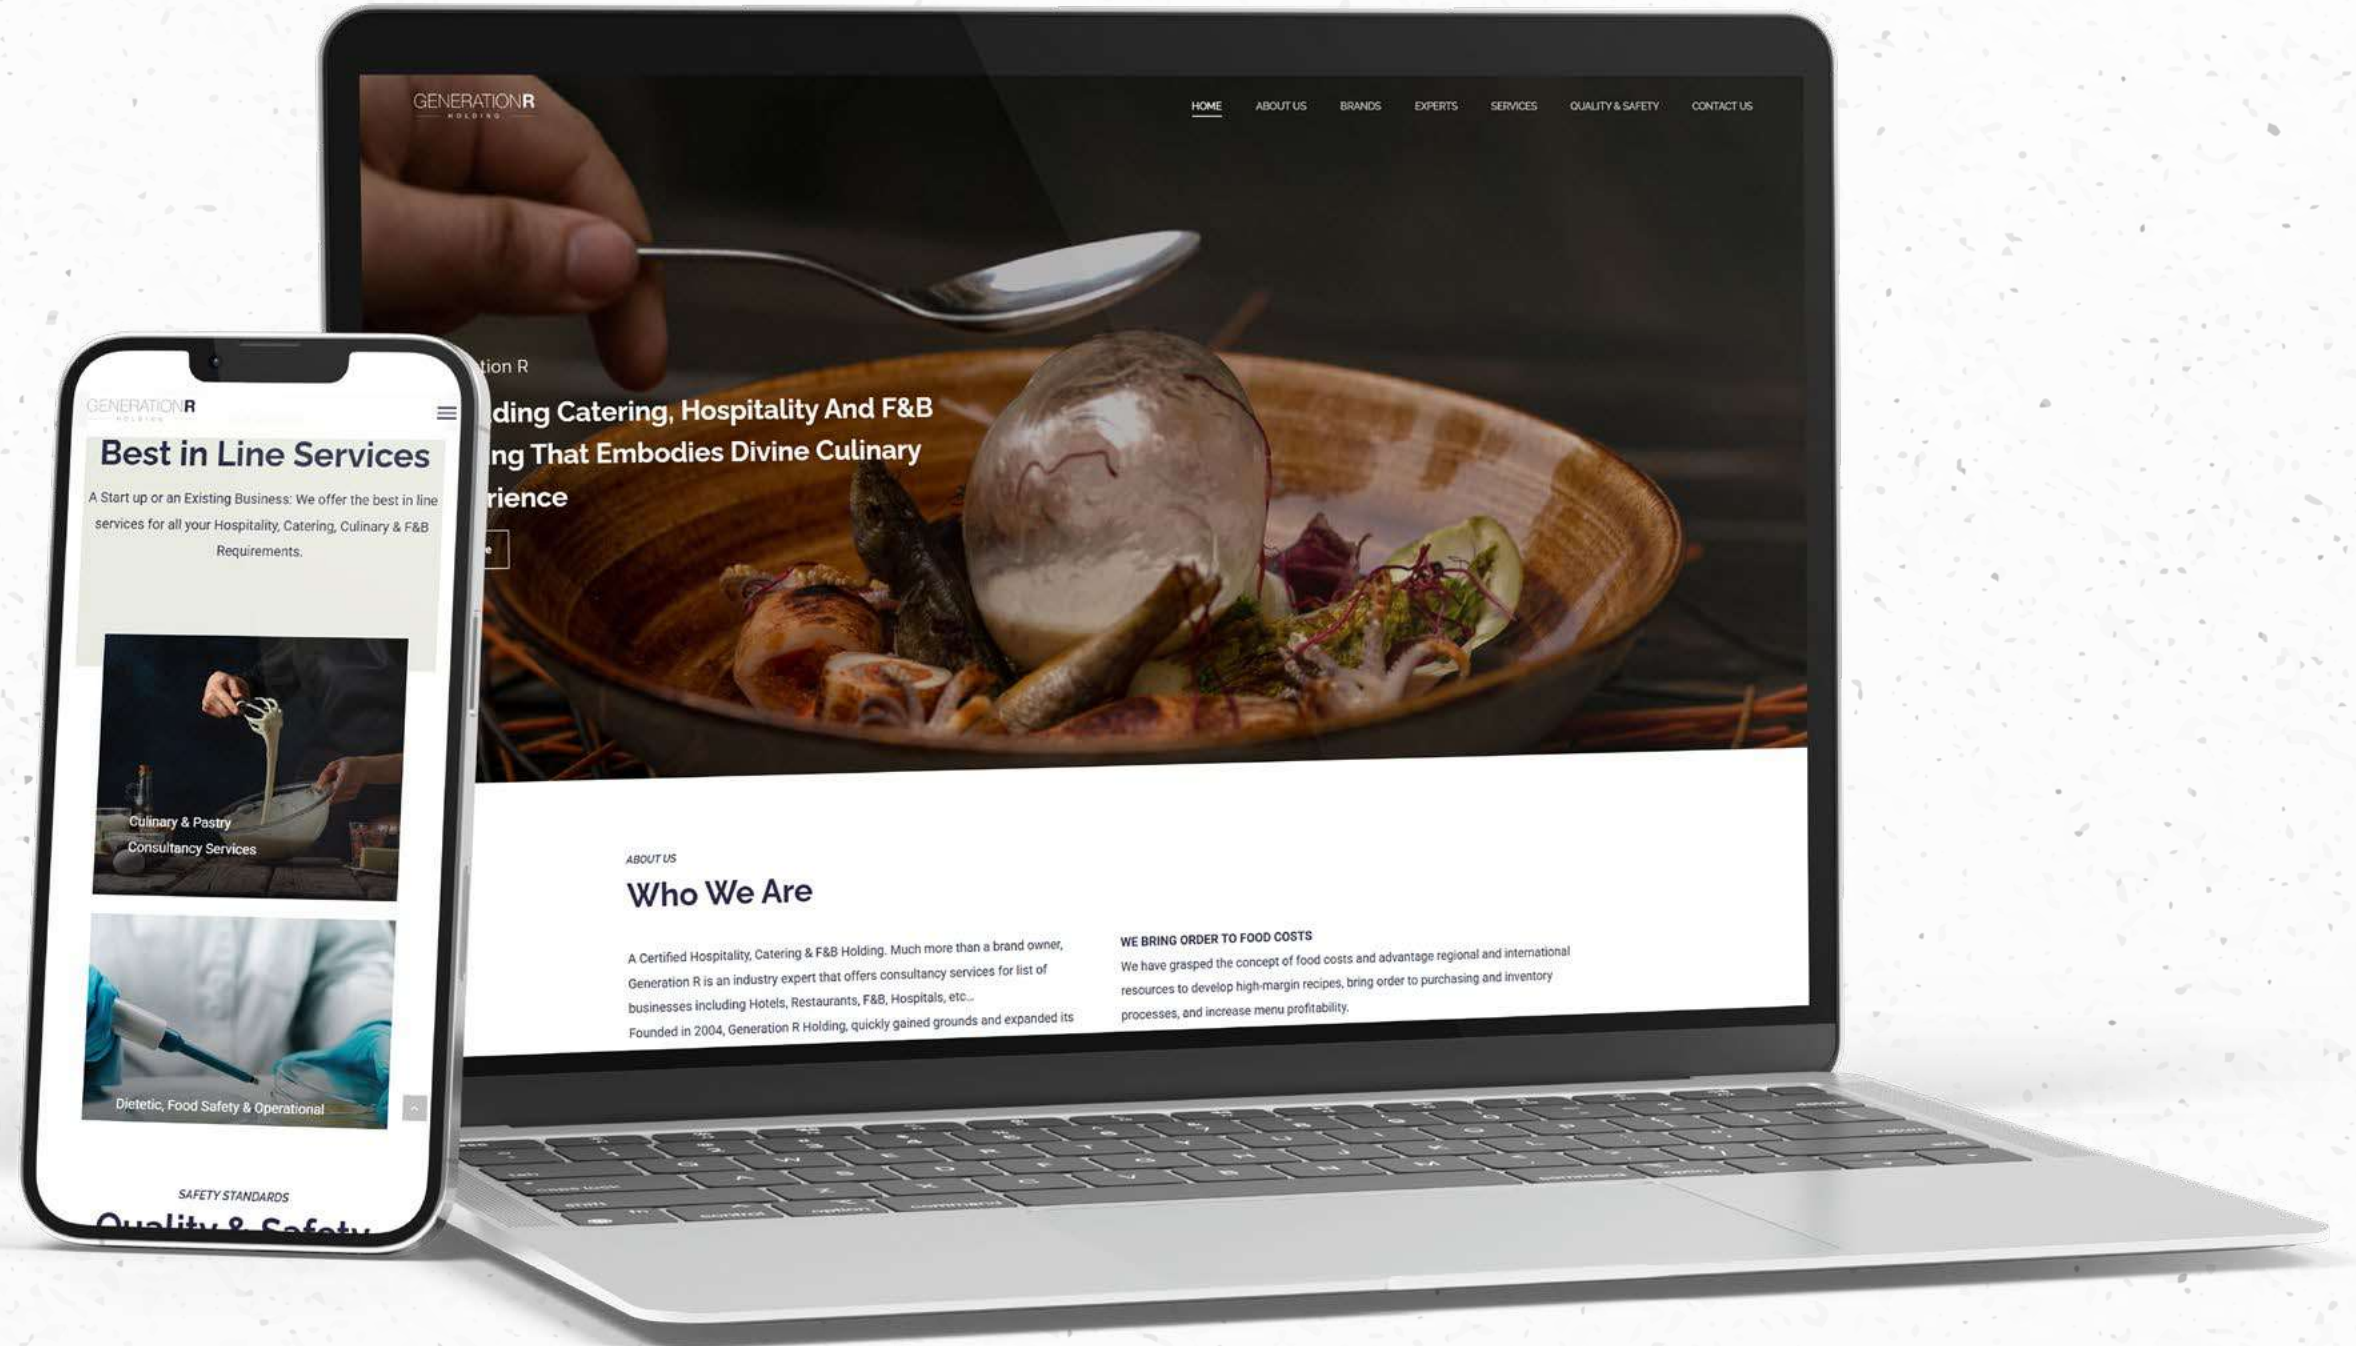 GENERATIONR
HOLDING
HOME ABOUT US BRANDS EXPERTS SERVICES QUALITY & SAFETY CONTACT US
tion R
ding Catering, Hospitality And F&B
ng That Embodies Divine Culinary
rience
e
ABOUT US
Who We Are
A Certified Hospitality, Catering & F&B Holding. Much more than a brand owner,
Generation R is an industry expert that offers consultancy services for list of
businesses including Hotels, Restaurants, F&B, Hospitals, etc...
Founded in 2004, Generation R Holding, quickly gained grounds and expanded its
WE BRING ORDER TO FOOD COSTS
We have grasped the concept of food costs and advantage regional and international
resources to develop high-margin recipes, bring order to purchasing and inventory
processes, and increase menu profitability.
GENERATIONR
HOLDING
Best in Line Services
A Start up or an Existing Business: We offer the best in line
services for all your Hospitality, Catering, Culinary & F&B
Requirements.
Culinary & Pastry
Consultancy Services
Dietetic, Food Safety & Operational
SAFETY STANDARDS
Quality & Safety